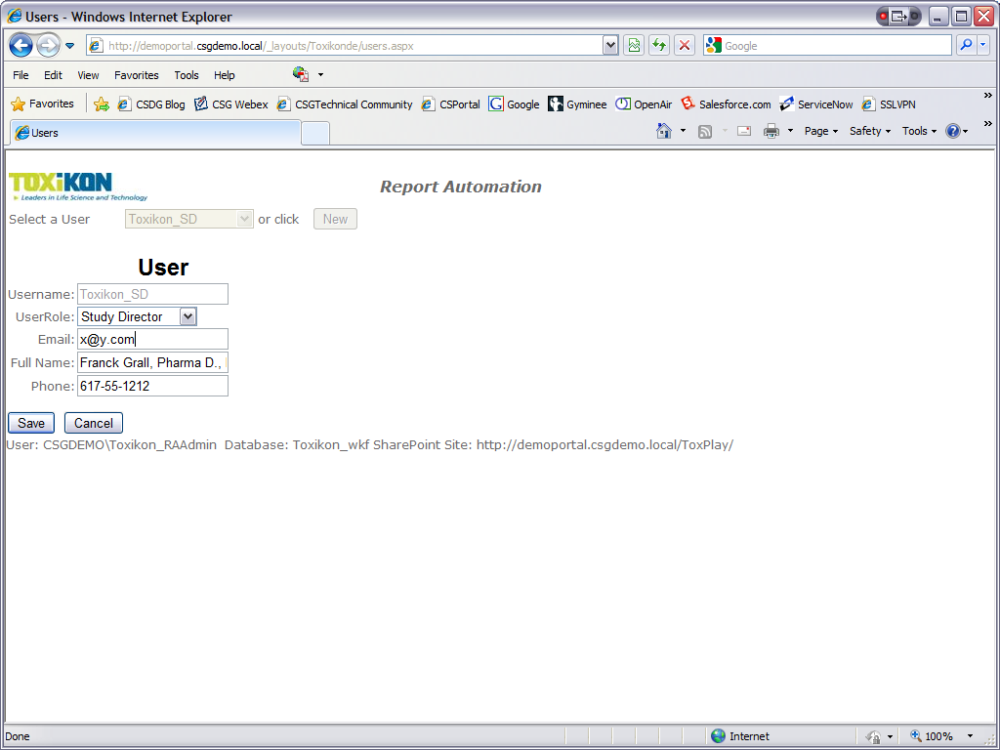 Users - Windows Internet Explorer
http://demoportal.csgdemo.local/_layouts/Toxikonde/users.aspx
Google
File Edit View Favorites Tools Help
Favorites CSDG Blog CSG Webex CSGTechnical Community CSPortal Google Gyminee OpenAir Salesforce.com ServiceNow SSLVPN
Users
Page Safety Tools
TOXiKON
Leaders in Life Science and Technology
Report Automation
Select a User Toxikon_SD or click New
User
Username: Toxikon_SD
UserRole: Study Director
Email: x@y.com
Full Name: Franck Grall, Pharma D.,
Phone: 617-55-1212
Save Cancel
User: CSGDEMO\Toxikon_RAAdmin Database: Toxikon_wkf SharePoint Site: http://demoportal.csgdemo.local/ToxPlay/
Done
Internet
100%